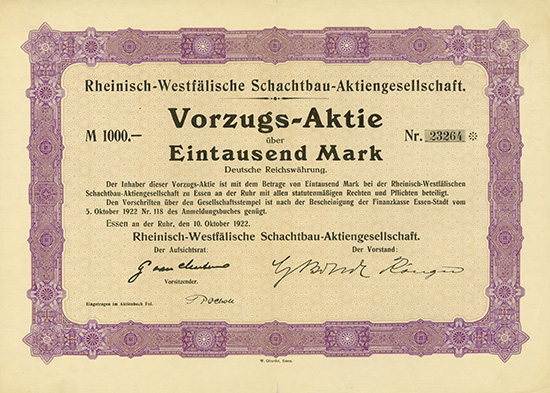 Rheinisch-Westfälische Schachtbau-Aktiengesellschaft.
Vorzugs-Aktie
M 1000.— Nr. 23264 ※
über
Eintausend Mark
Deutsche Reichswährung.
Der Inhaber dieser Vorzugs-Aktie ist mit dem Betrage von Eintausend Mark bei der Rheinisch-Westfälischen
Schachtbau-Aktiengesellschaft zu Essen an der Ruhr mit allen statutenmäßigen Rechten und Pflichten beteiligt.
Den Vorschriften über den Gesellschaftsstempel ist nach der Bescheinigung der Finanzkasse Essen-Stadt vom
5. Oktober 1922 Nr. 118 des Anmeldungsbuches genügt.
Essen an der Ruhr, den 10. Oktober 1922.
Rheinisch-Westfälische Schachtbau-Aktiengesellschaft.
Der Aufsichtsrat: Der Vorstand:
Vorsitzender.
Eingetragen im Aktienbuch Fol.
W. Girardet, Essen.